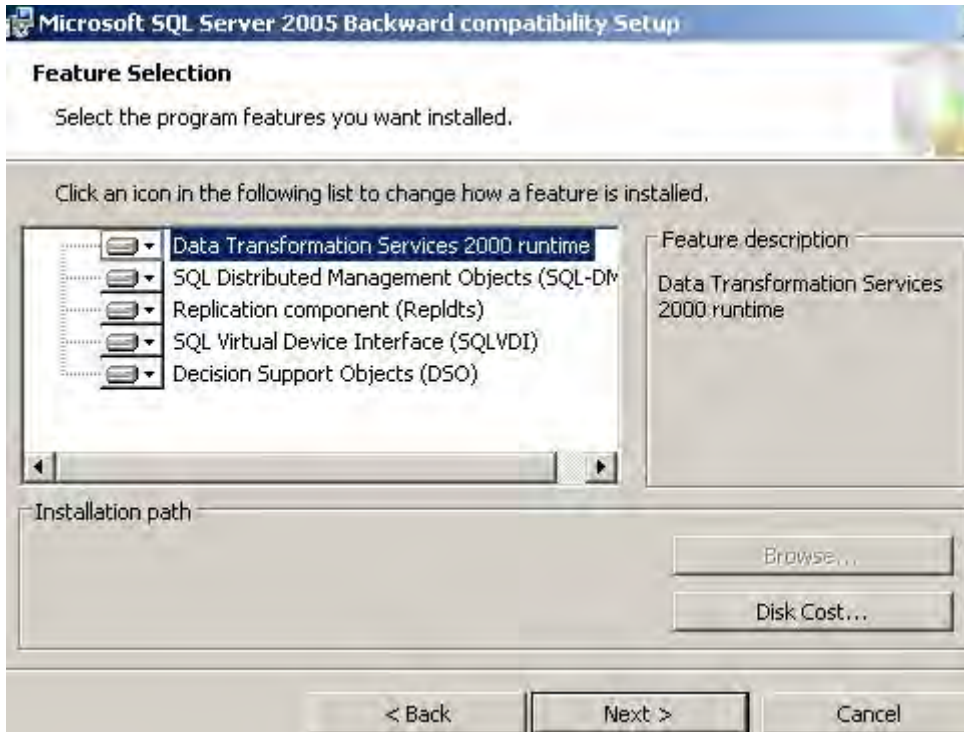 Microsoft SQL Server 2005 Backward compatibility Setup
Feature Selection
Select the program features you want installed.
Click an icon in the following list to change how a feature is installed.
Data Transformation Services 2000 runtime
SQL Distributed Management Objects (SQL-DM
Replication component (Repldts)
SQL Virtual Device Interface (SQLVDI)
Decision Support Objects (DSO)
Feature description
Data Transformation Services
2000 runtime
Installation path
Browse...
Disk Cost...
< Back
Next >
Cancel